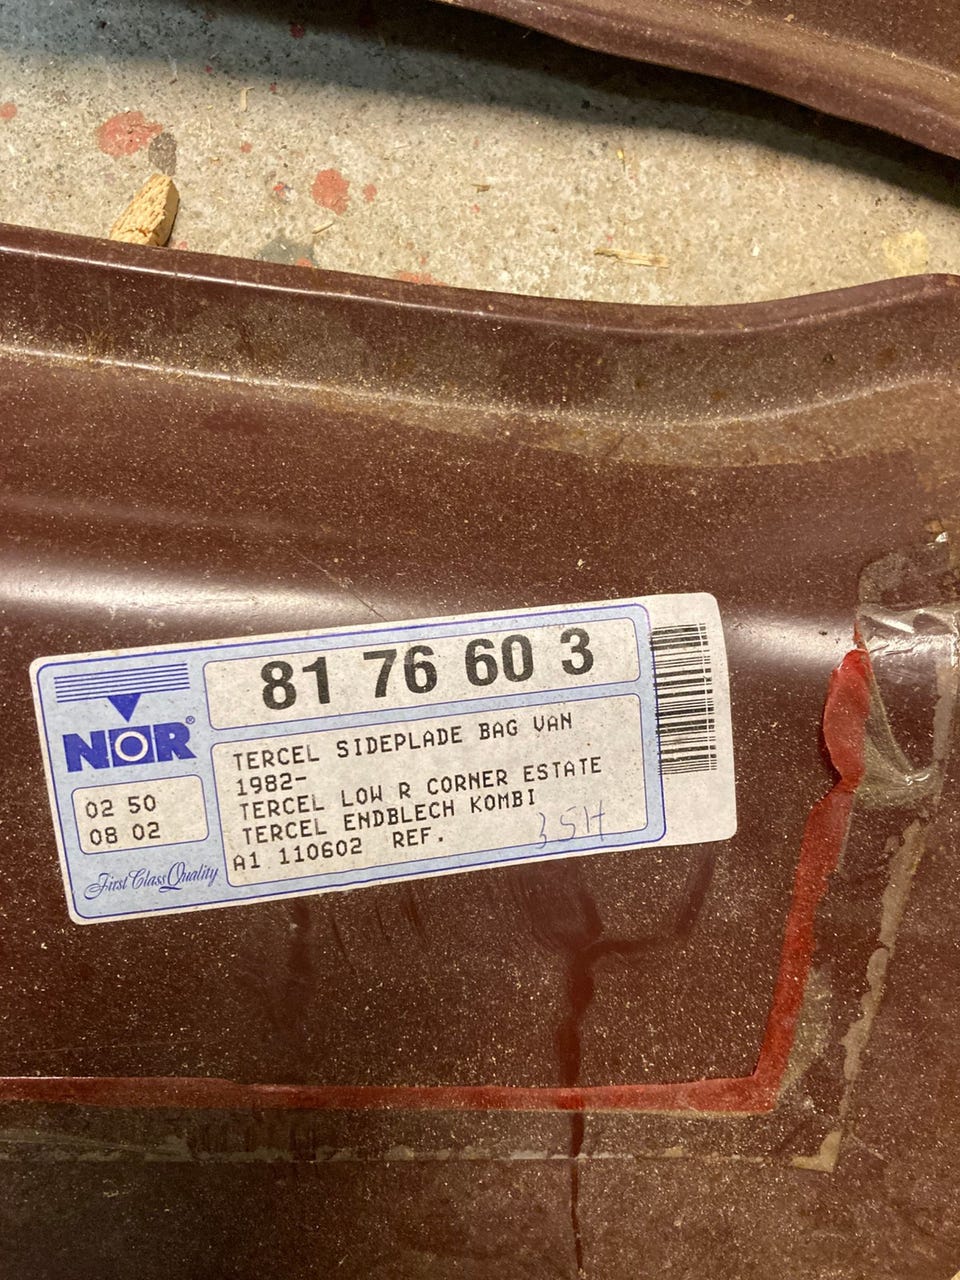 NOR®
81 76 60 3
02 50
08 02
First Class Quality
TERCEL SIDEPLADE BAG VAN
1982-
TERCEL LOW R CORNER ESTATE
TERCEL ENDBLECH KOMBI
A1 110602 REF.